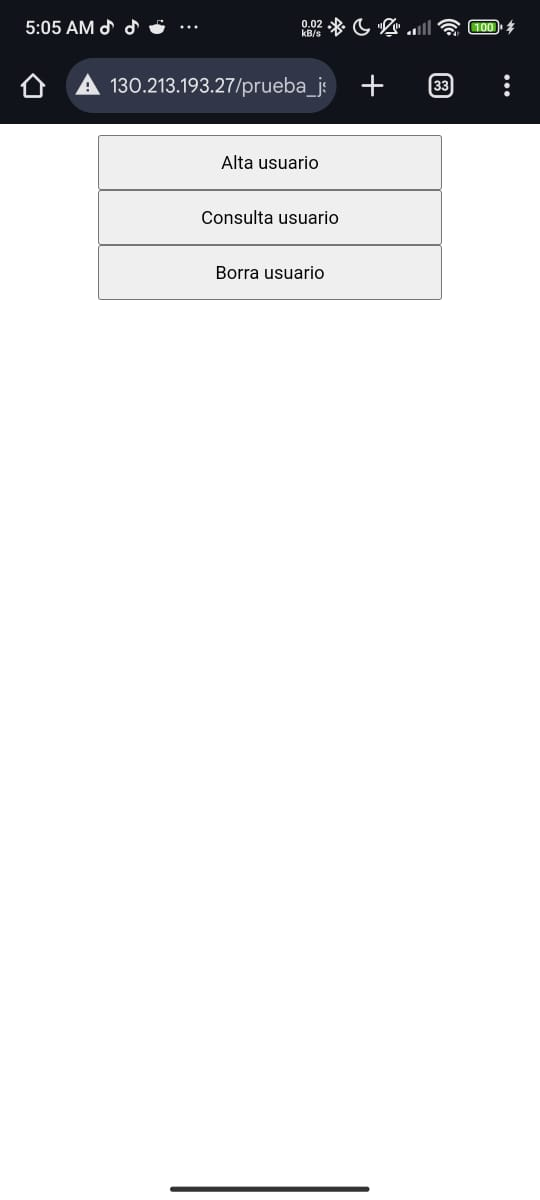 5:05 AM ... 0.02 kB/s 100
130.213.193.27/prueba_js 33
Alta usuario
Consulta usuario
Borra usuario